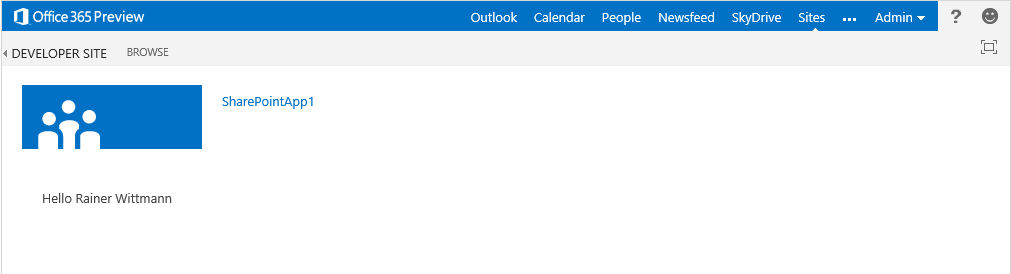 Office 365 Preview Outlook Calendar People Newsfeed SkyDrive Sites ... Admin ?
DEVELOPER SITE BROWSE
SharePointApp1
Hello Rainer Wittmann